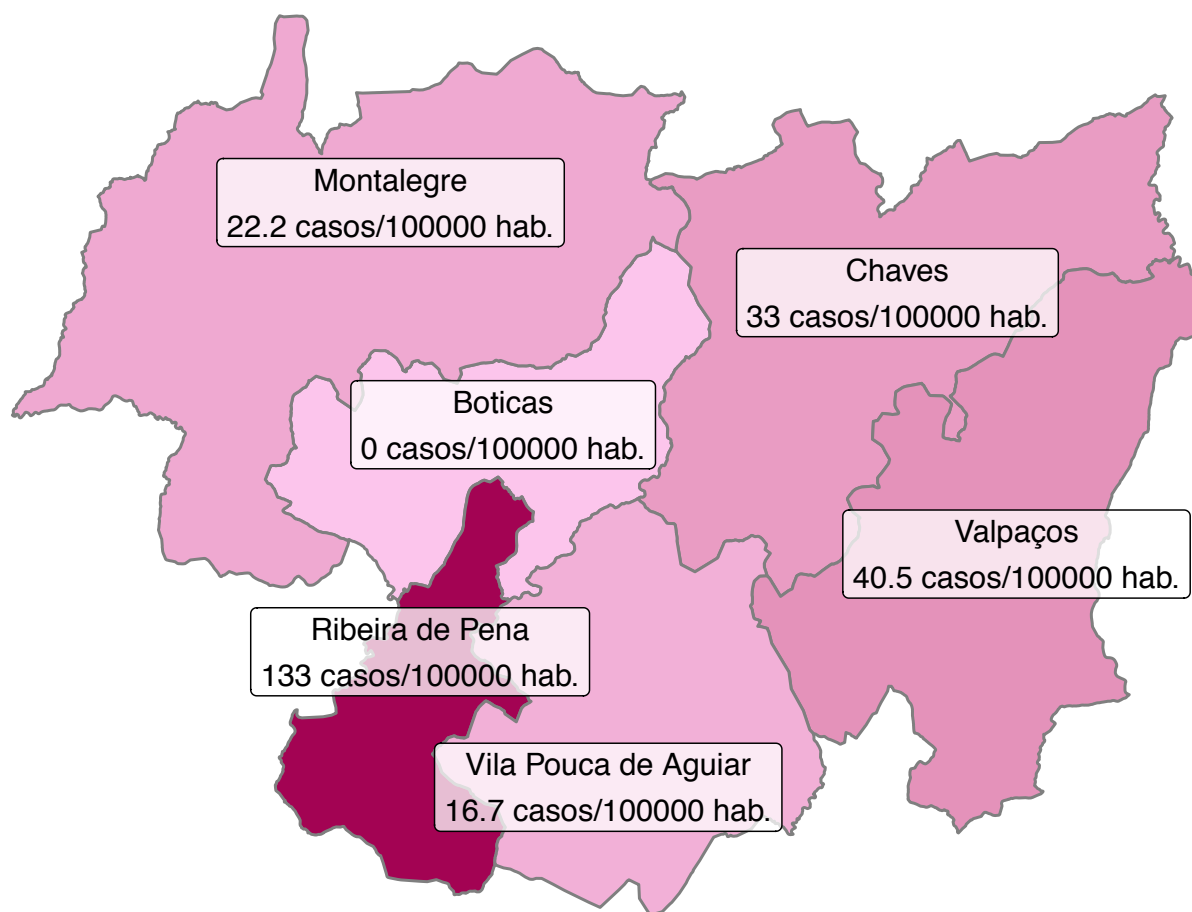 Montalegre
22.2 casos/100000 hab.
Chaves
33 casos/100000 hab.
Boticas
0 casos/100000 hab.
Valpaços
40.5 casos/100000 hab.
Ribeira de Pena
133 casos/100000 hab.
Vila Pouca de Aguiar
16.7 casos/100000 hab.